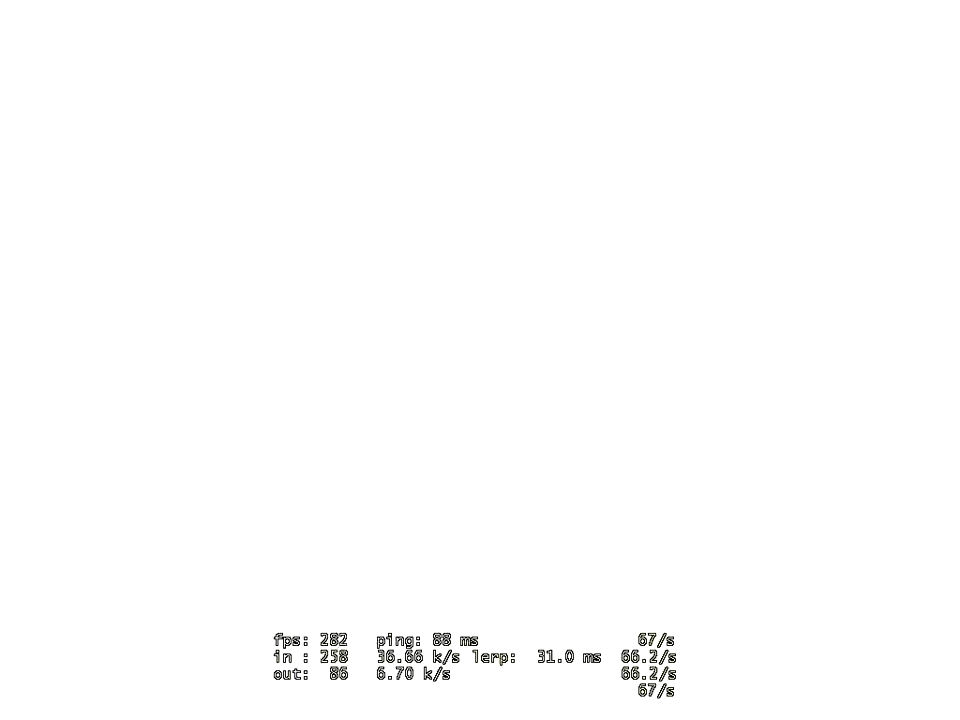 fps: 282 ping: 88 ms 67/s
in : 258 36.66 k/s lerp: 31.0 ms 66.2/s
out: 86 6.70 k/s 66.2/s
67/s